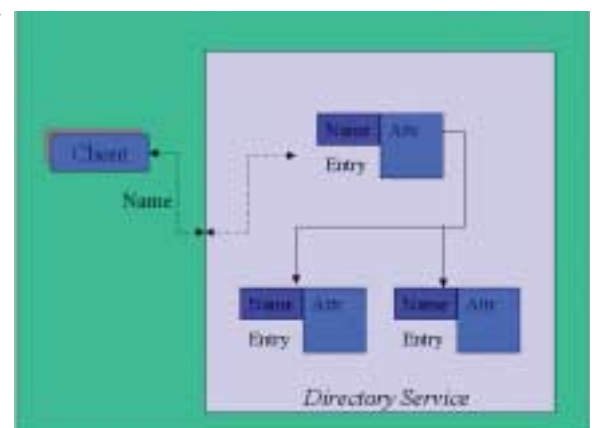 Name Attr
Client
Entry
Name
Name Attr
Name Attr
Entry
Entry
Directory Service